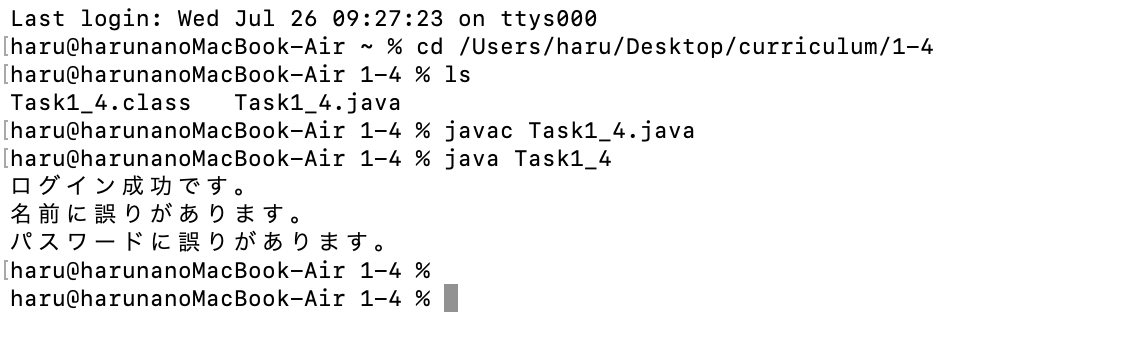 Last login: Wed Jul 26 09:27:23 on ttys000
[haru@harunanoMacBook-Air ~ % cd /Users/haru/Desktop/curriculum/1-4
[haru@harunanoMacBook-Air 1-4 % ls
Task1_4.class   Task1_4.java
[haru@harunanoMacBook-Air 1-4 % javac Task1_4.java
[haru@harunanoMacBook-Air 1-4 % java Task1_4
ログイン成功です。
名前に誤りがあります。
パスワードに誤りがあります。
[haru@harunanoMacBook-Air 1-4 %
haru@harunanoMacBook-Air 1-4 %